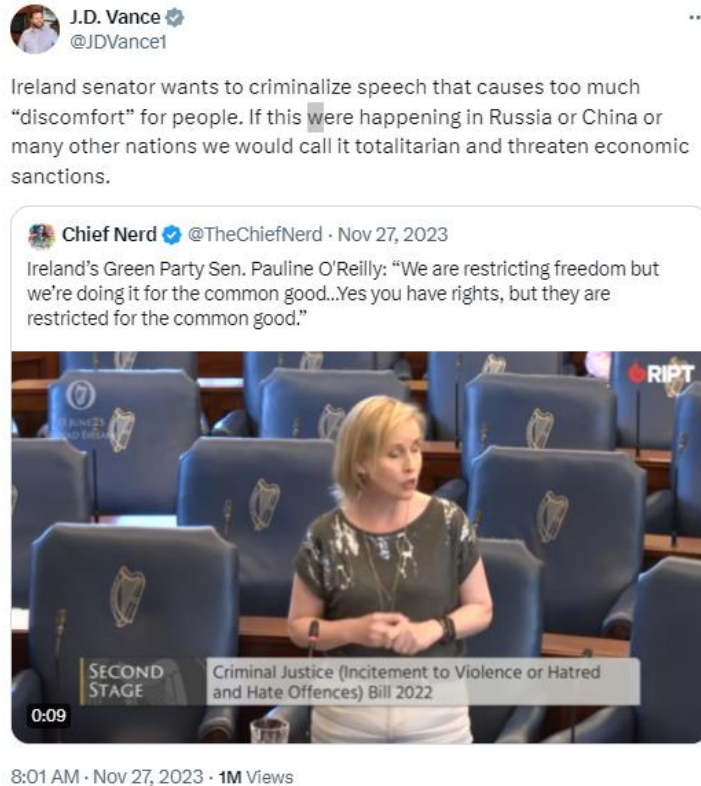 J.D. Vance
@JDVance1
Ireland senator wants to criminalize speech that causes too much
“discomfort” for people. If this were happening in Russia or China or
many other nations we would call it totalitarian and threaten economic
sanctions.
Chief Nerd @TheChiefNerd · Nov 27, 2023
Ireland’s Green Party Sen. Pauline O'Reilly: “We are restricting freedom but
we’re doing it for the common good...Yes you have rights, but they are
restricted for the common good.”
RIPT
SECOND
STAGE
Criminal Justice (Incitement to Violence or Hatred
and Hate Offences) Bill 2022
0:09
8:01 AM · Nov 27, 2023 · 1M Views